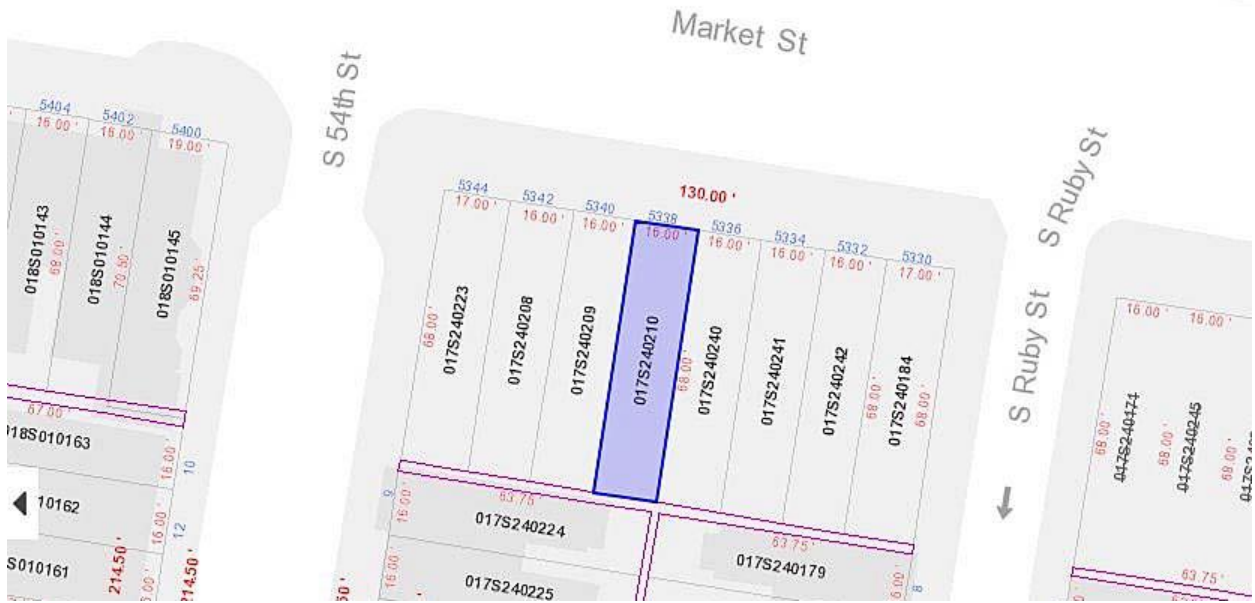 Market St
S 54th St
S Ruby St
S Ruby St
5404
5402
5400
16.00 '
16.00
19.00 '
018S010143
68.00 '
018S010144
70.50 '
018S010145
69.25 '
67.00
18S010163
16.00 '
10
10162
16.00 '
12
S010161
214.50 '
214.50 '
130.00 '
5344
5342
5340
5338
5336
5334
5332
5330
17.00 '
16.00 '
16.00 '
16.00 '
16.00 '
16.00 '
16.00 '
17.00 '
68.00 '
017S240223
017S240208
017S240209
017S240210
68.00 '
017S240240
017S240241
017S240242
68.00 '
017S240184
68.00 '
9
16.00 '
63.75
017S240224
16.00 '
017S240225
63.75 '
017S240179
8
16.00 '
16.00 '
68.00 '
017S240171
68.00 '
017S240245
68.00 '
63.75 '